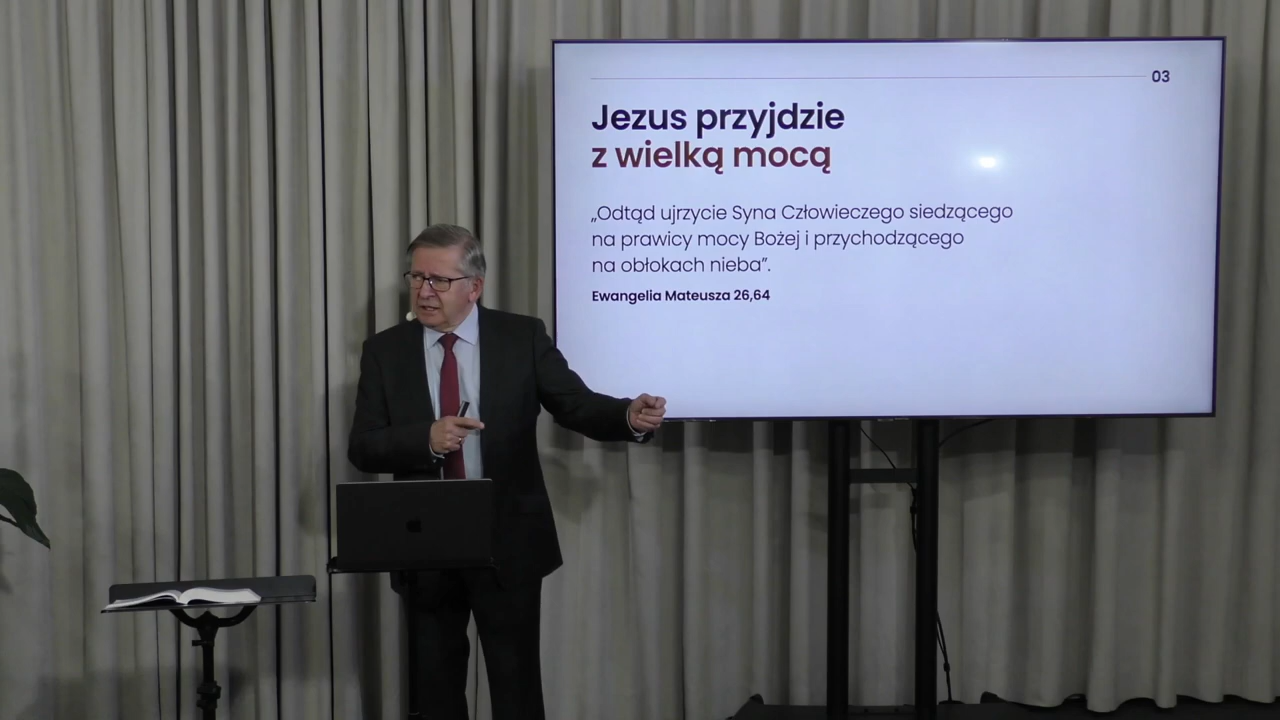 03
Jezus przyjdzie
z wielką mocą
„Odtąd ujrzycie Syna Człowieczego siedzącego
na prawicy mocy Bożej i przychodzącego
na obłokach nieba”.
Ewangelia Mateusza 26,64